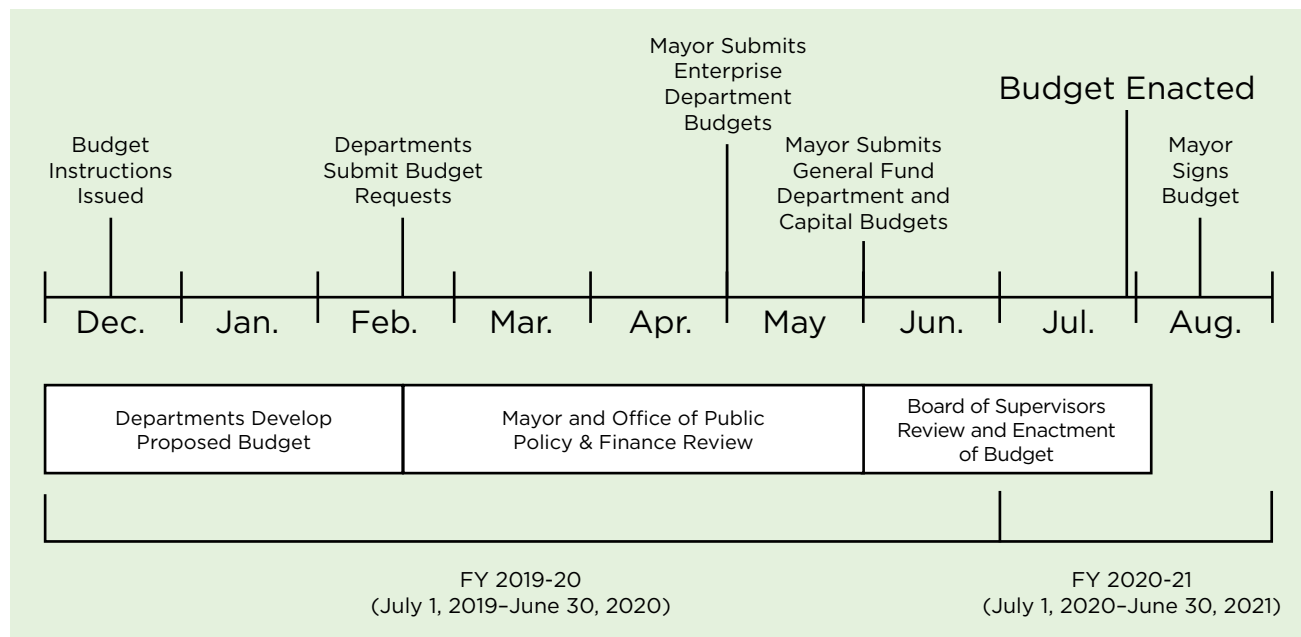 Mayor Submits
Enterprise
Department
Budgets
Budget Enacted
Budget
Instructions
Issued
Departments
Submit Budget
Requests
Mayor Submits
General Fund
Department and
Capital Budgets
Mayor
Signs
Budget
Dec.
Jan.
Feb.
Mar.
Apr.
May
Jun.
Jul.
Aug.
Departments Develop
Proposed Budget
Mayor and Office of Public
Policy & Finance Review
Board of Supervisors
Review and Enactment
of Budget
FY 2019-20
(July 1, 2019–June 30, 2020)
FY 2020-21
(July 1, 2020–June 30, 2021)